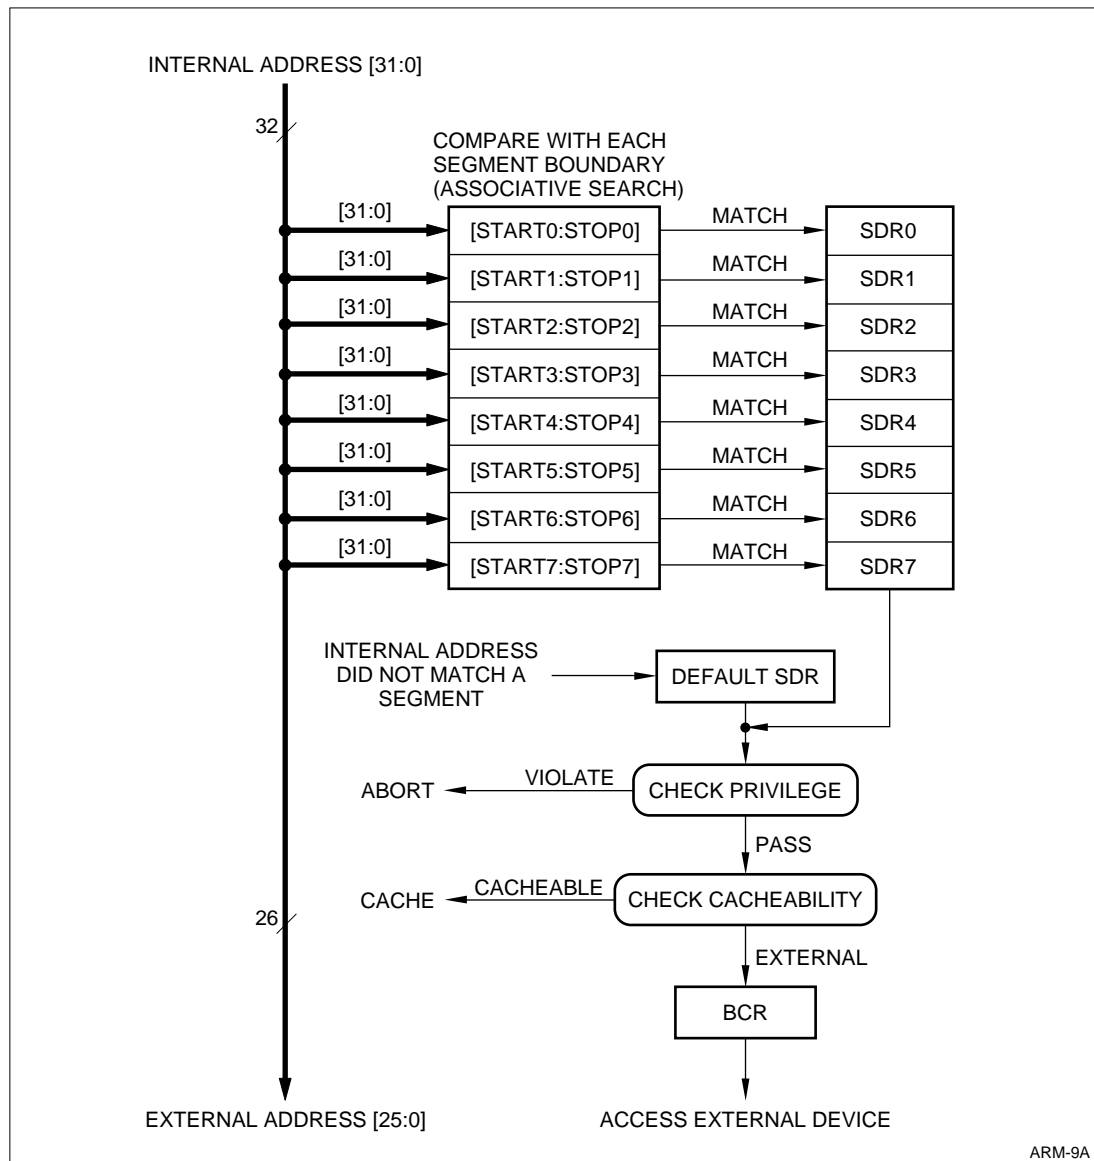 INTERNAL ADDRESS [31:0]
32
COMPARE WITH EACH
SEGMENT BOUNDARY
(ASSOCIATIVE SEARCH)
[31:0]
[START0:STOP0]
MATCH
SDR0
[31:0]
[START1:STOP1]
MATCH
SDR1
[31:0]
[START2:STOP2]
MATCH
SDR2
[31:0]
[START3:STOP3]
MATCH
SDR3
[31:0]
[START4:STOP4]
MATCH
SDR4
[31:0]
[START5:STOP5]
MATCH
SDR5
[31:0]
[START6:STOP6]
MATCH
SDR6
[31:0]
[START7:STOP7]
MATCH
SDR7
INTERNAL ADDRESS
DID NOT MATCH A
SEGMENT
DEFAULT SDR
ABORT
VIOLATE
CHECK PRIVILEGE
PASS
CACHE
CACHEABLE
CHECK CACHEABILITY
26
EXTERNAL
BCR
EXTERNAL ADDRESS [25:0]
ACCESS EXTERNAL DEVICE
ARM-9A